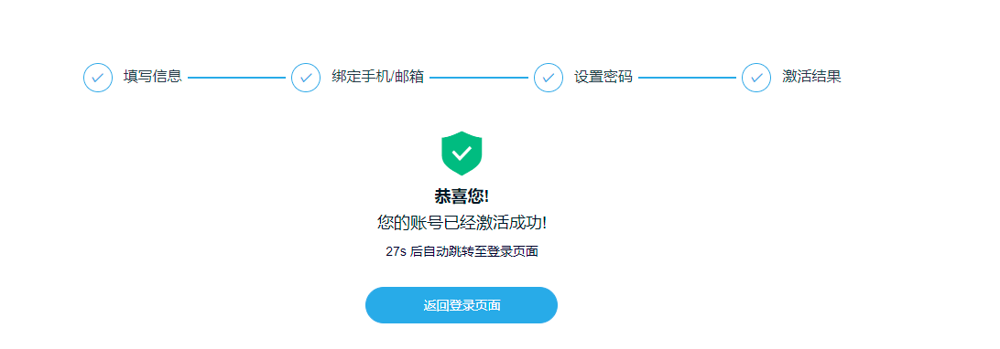 填写信息 绑定手机/邮箱 设置密码 激活结果
恭喜您!
您的账号已经激活成功!
27s 后自动跳转至登录页面
返回登录页面